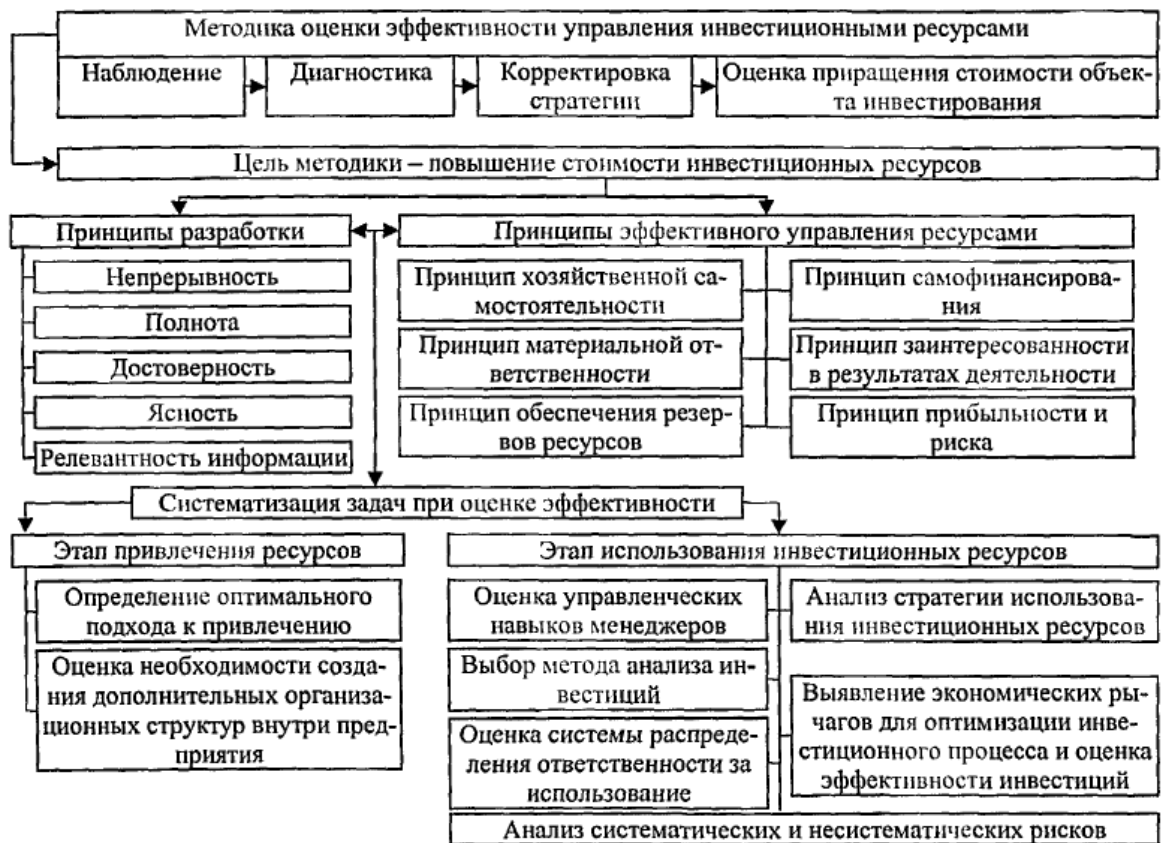 Методика оценки эффективности управления инвестиционными ресурсами
Наблюдение
Диагностика
Корректировка
стратегии
Оценка приращения стоимости объек-
та инвестирования
Цель методики – повышение стоимости инвестиционных ресурсов
Принципы разработки
Непрерывность
Полнота
Достоверность
Ясность
Релевантность информации
Принципы эффективного управления ресурсами
Принцип хозяйственной са-
мостоятельности
Принцип самофинансирова-
ния
Принцип материальной от-
ветственности
Принцип заинтересованности
в результатах деятельности
Принцип обеспечения резер-
вов ресурсов
Принцип прибыльности и
риска
Систематизация задач при оценке эффективности
Этап привлечения ресурсов
Определение оптимального
подхода к привлечению
Оценка необходимости созда-
ния дополнительных организа-
ционных структур внутри пред-
приятия
Этап использования инвестиционных ресурсов
Оценка управленческих
навыков менеджеров
Анализ стратегии использова-
ния инвестиционных ресурсов
Выбор метода анализа ин-
вестиций
Выявление экономических ры-
чагов для оптимизации инве-
стиционного процесса и оценка
эффективности инвестиций
Оценка системы распреде-
ления ответственности за
использование
Анализ систематических и несистематических рисков